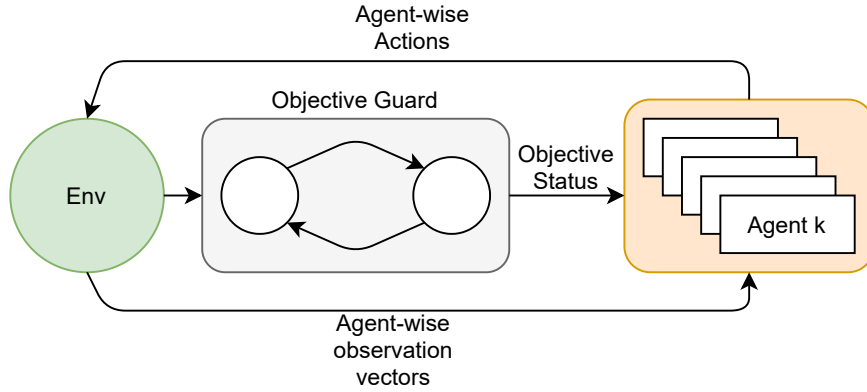 Agent-wise
Actions
Objective Guard
Env
Objective
Status
Agent k
Agent-wise
observation
vectors